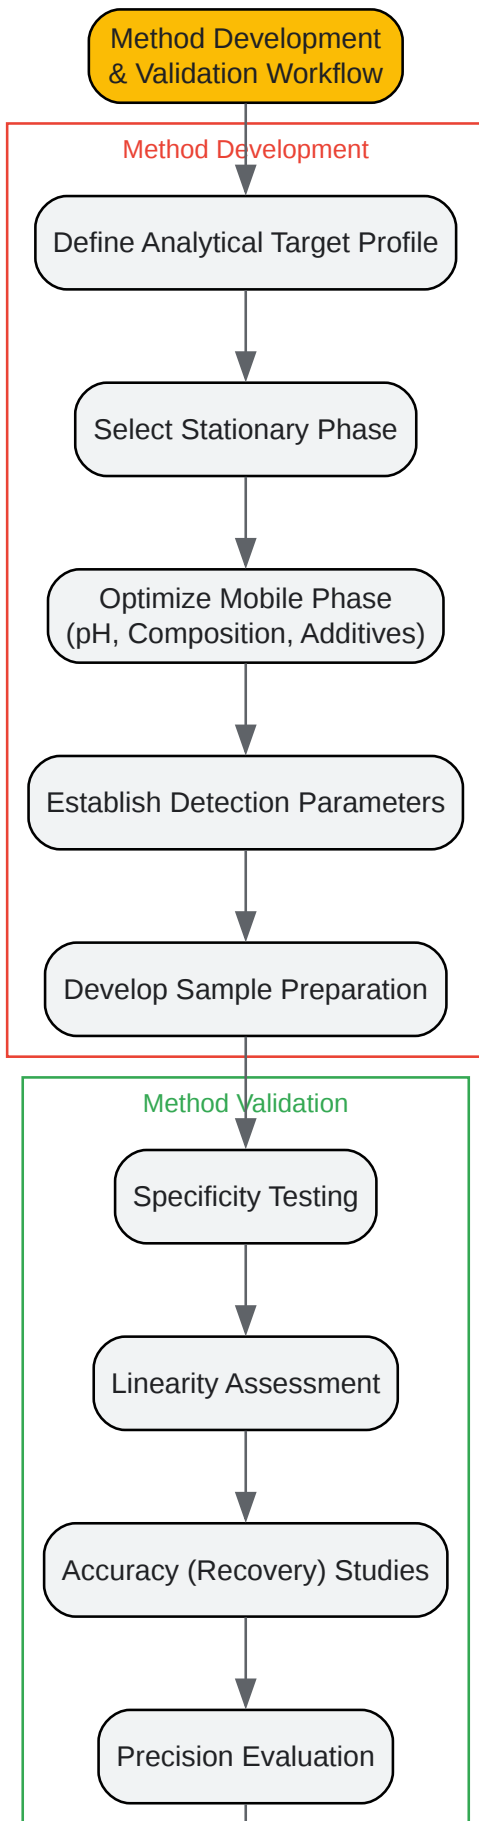 Method Development
& Validation Workflow
Method Development
Define Analytical Target Profile
Select Stationary Phase
Optimize Mobile Phase
(pH, Composition, Additives)
Establish Detection Parameters
Develop Sample Preparation
Method Validation
Specificity Testing
Linearity Assessment
Accuracy (Recovery) Studies
Precision Evaluation